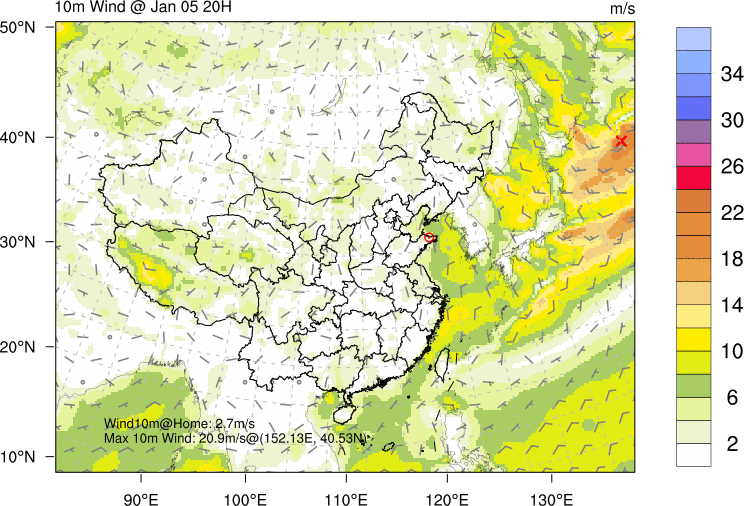 10m Wind @ Jan 05 20H
m/s
50°N
40°N
30°N
20°N
10°N
90°E
100°E
110°E
120°E
130°E
Wind10m@Home: 2.7m/s
Max 10m Wind: 20.9m/s@(152.13E, 40.53N)
34
30
26
22
18
14
10
6
2